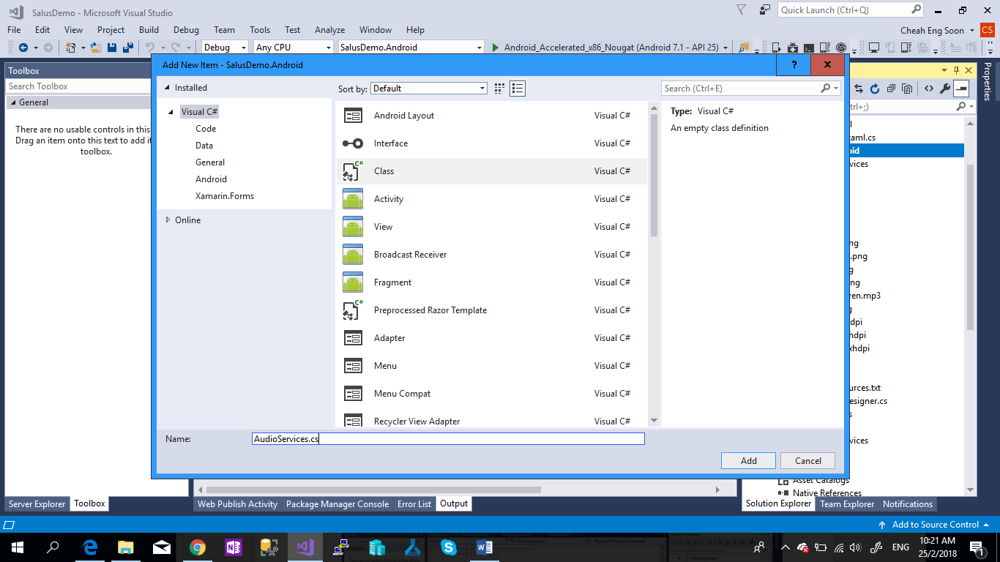 SalusDemo - Microsoft Visual Studio
Quick Launch (Ctrl+Q)
File Edit View Project Build Debug Team Tools Test Analyze Window Help
Cheah Eng Soon CS
Debug Any CPU SalusDemo.Android Android_Accelerated_x86_Nougat (Android 7.1 - API 25)
Toolbox
Search Toolbox
General
There are no usable controls in this
Drag an item onto this text to add it
toolbox.
Add New Item - SalusDemo.Android
?
Installed
Visual C#
Code
Data
General
Android
Xamarin.Forms
Online
Sort by: Default
Search (Ctrl+E)
Android Layout Visual C#
Interface Visual C#
Class Visual C#
Activity Visual C#
View Visual C#
Broadcast Receiver Visual C#
Fragment Visual C#
Preprocessed Razor Template Visual C#
Adapter Visual C#
Menu Visual C#
Menu Compat Visual C#
Recycler View Adapter Visual C#
Type: Visual C#
An empty class definition
Name: AudioServices.cs
Add Cancel
Properties
trl+;)
l
xaml.cs
oid
vices
ng
.png
g
ng
ren.mp3
g
dpi
hdpi
xhdpi
urces.txt
esigner.cs
s
vices
Asset Catalogs
Native References
Server Explorer Toolbox
Web Publish Activity Package Manager Console Error List Output
Solution Explorer Team Explorer Notifications
Add to Source Control
ENG
10:21 AM
25/2/2018
1